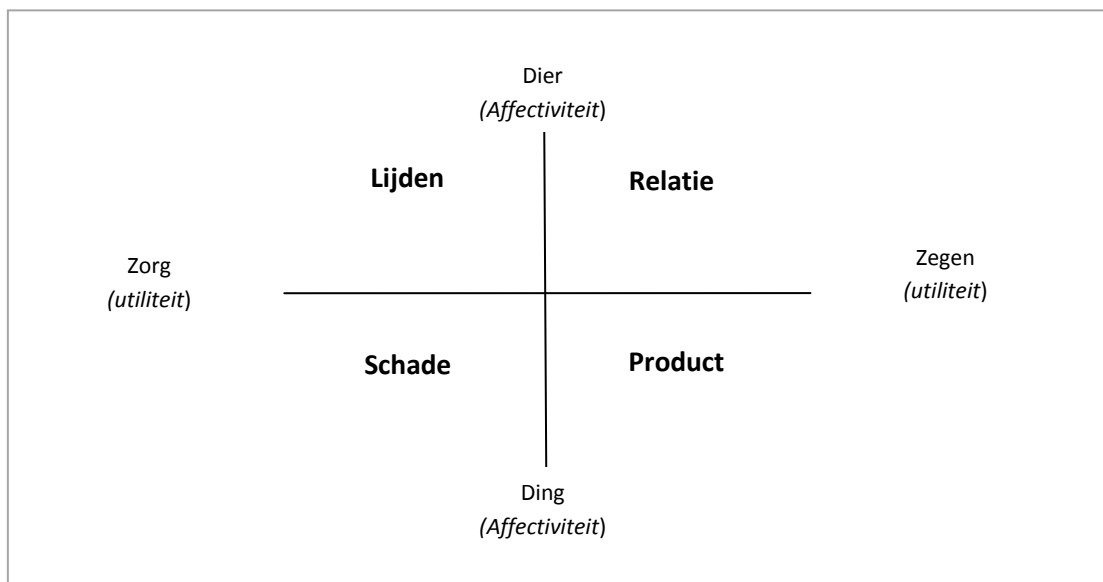 Dier
(Affectiviteit)
Lijden
Relatie
Zorg
(utiliteit)
Zegen
(utiliteit)
Schade
Product
Ding
(Affectiviteit)